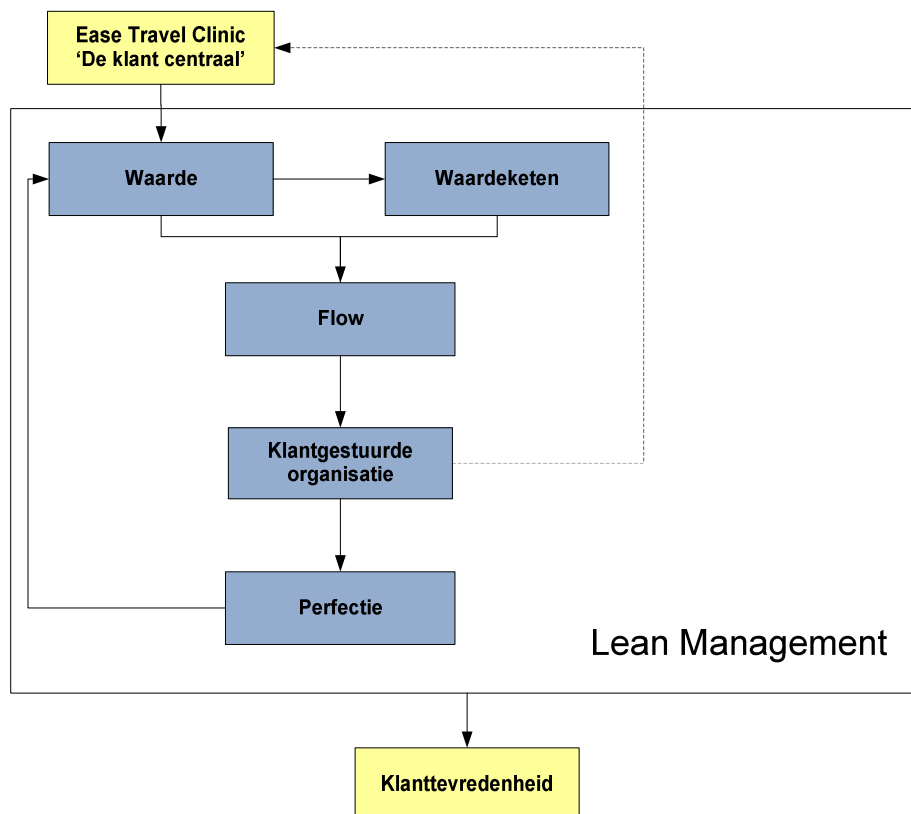 Ease Travel Clinic
‘De klant centraal’
Waarde
Waardeketen
Flow
Klantgestuurde
organisatie
Perfectie
Lean Management
Klanttevredenheid